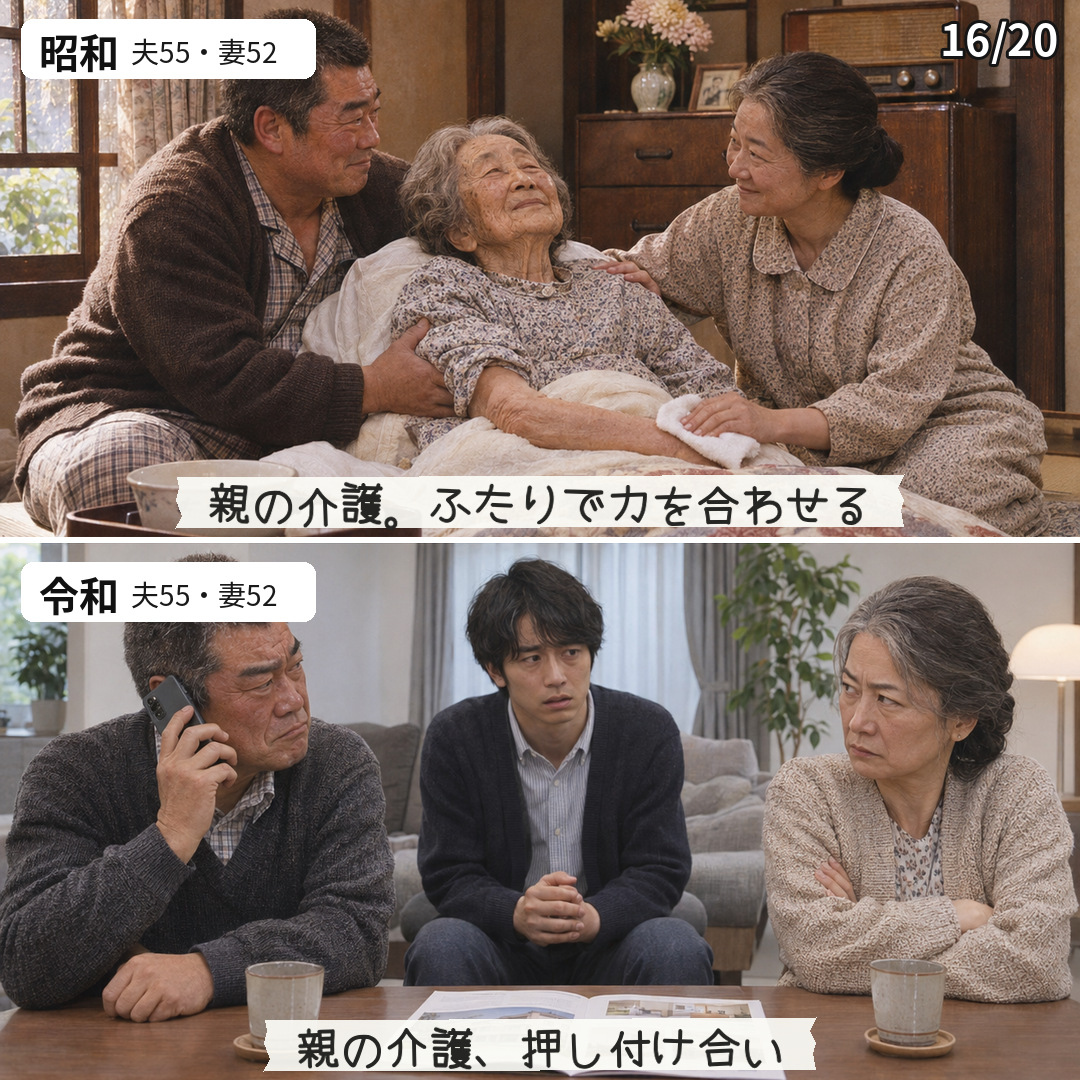 昭和 夫55・妻52
16/20
親の介護。ふたりで力を合わせる
令和 夫55・妻52
親の介護、押し付け合い